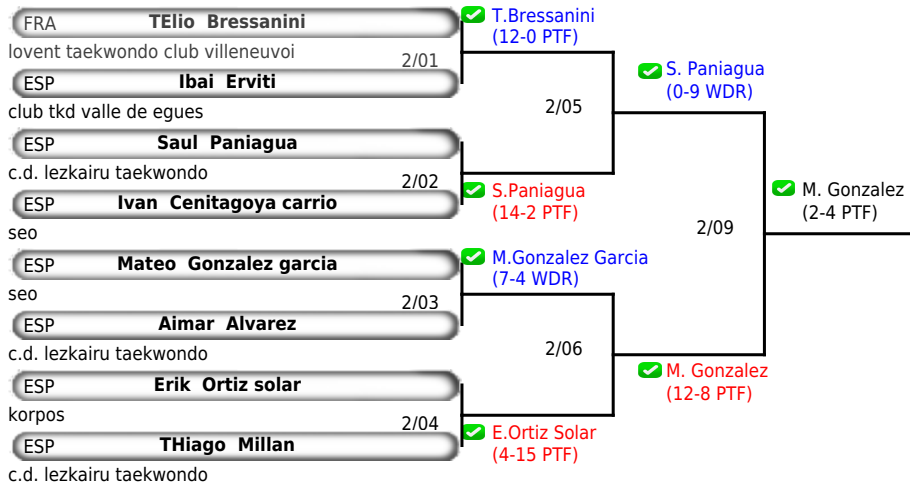 FRA TElio Bressanini
lovent taekwondo club villeneuvoi
2/01
ESP Ibai Erviti
club tkd valle de egues
ESP Saul Paniagua
c.d. lezkairu taekwondo
2/02
ESP Ivan Cenitagoya carrio
seo
ESP Mateo Gonzalez garcia
seo
2/03
ESP Aimar Alvarez
c.d. lezkairu taekwondo
ESP Erik Ortiz solar
korpos
2/04
ESP THiago Millan
c.d. lezkairu taekwondo
T.Bressanini
(12-0 PTF)
2/05
S.Paniagua
(14-2 PTF)
M.Gonzalez Garcia
(7-4 WDR)
2/06
E.Ortiz Solar
(4-15 PTF)
S. Paniagua
(0-9 WDR)
2/09
M. Gonzalez
(12-8 PTF)
M. Gonzalez
(2-4 PTF)